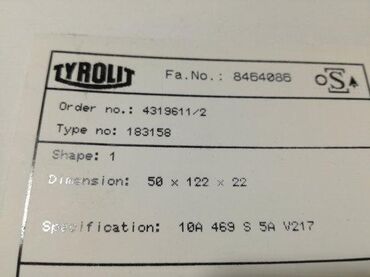 TYROLIT Fa.No.: 8464086 oS▲
Order no.: 4319611/2
Type no: 183158
Shape: 1
Dimension: 50 x 122 x 22
Specification: 10A 469 S 5A V217